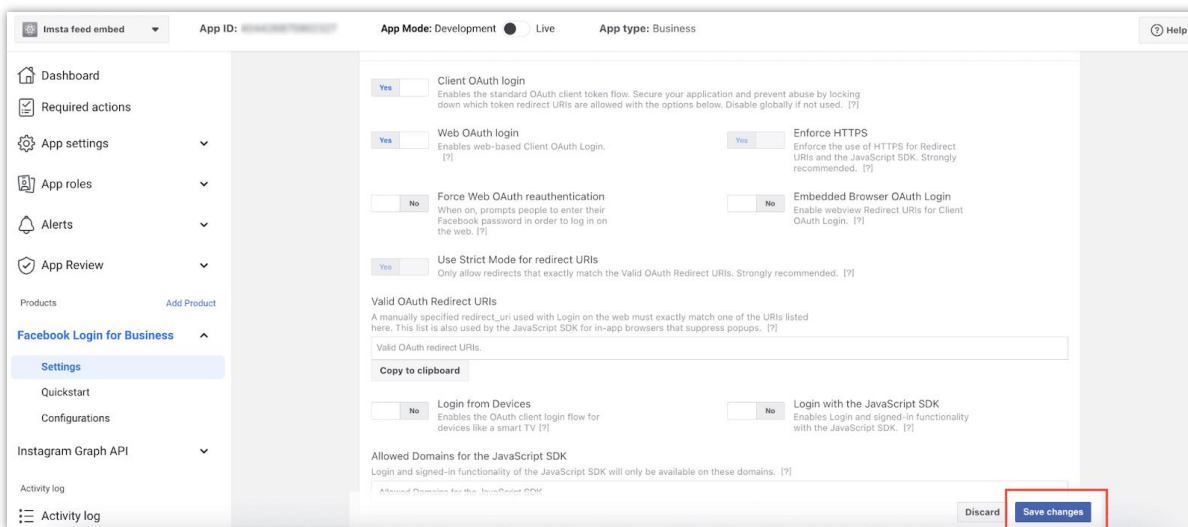 Imsta feed embed
App ID:
App Mode: Development Live
App type: Business
Help
Dashboard
Required actions
App settings
App roles
Alerts
App Review
Products Add Product
Facebook Login for Business
Settings
Quickstart
Configurations
Instagram Graph API
Activity log
Activity log
Yes
Client OAuth login
Enables the standard OAuth client token flow. Secure your application and prevent abuse by locking
down which token redirect URIs are allowed with the options below. Disable globally if not used. [?]
Yes
Web OAuth login
Enables web-based Client OAuth Login.
[?]
Yes
Enforce HTTPS
Enforce the use of HTTPS for Redirect
URIs and the JavaScript SDK. Strongly
recommended. [?]
No
Force Web OAuth reauthentication
When on, prompts people to enter their
Facebook password in order to log in on
the web. [?]
No
Embedded Browser OAuth Login
Enable webview Redirect URIs for Client
OAuth Login. [?]
Yes
Use Strict Mode for redirect URIs
Only allow redirects that exactly match the Valid OAuth Redirect URIs. Strongly recommended. [?]
Valid OAuth Redirect URIs
A manually specified redirect_uri used with Login on the web must exactly match one of the URIs listed
here. This list is also used by the JavaScript SDK for in-app browsers that suppress popups. [?]
Valid OAuth redirect URIs.
Copy to clipboard
No
Login from Devices
Enables the OAuth client login flow for
devices like a smart TV [?]
No
Login with the JavaScript SDK
Enables Login and signed-in functionality
with the JavaScript SDK. [?]
Allowed Domains for the JavaScript SDK
Login and signed-in functionality of the JavaScript SDK will only be available on these domains. [?]
Allowed Domains for the JavaScript SDK
Discard
Save changes